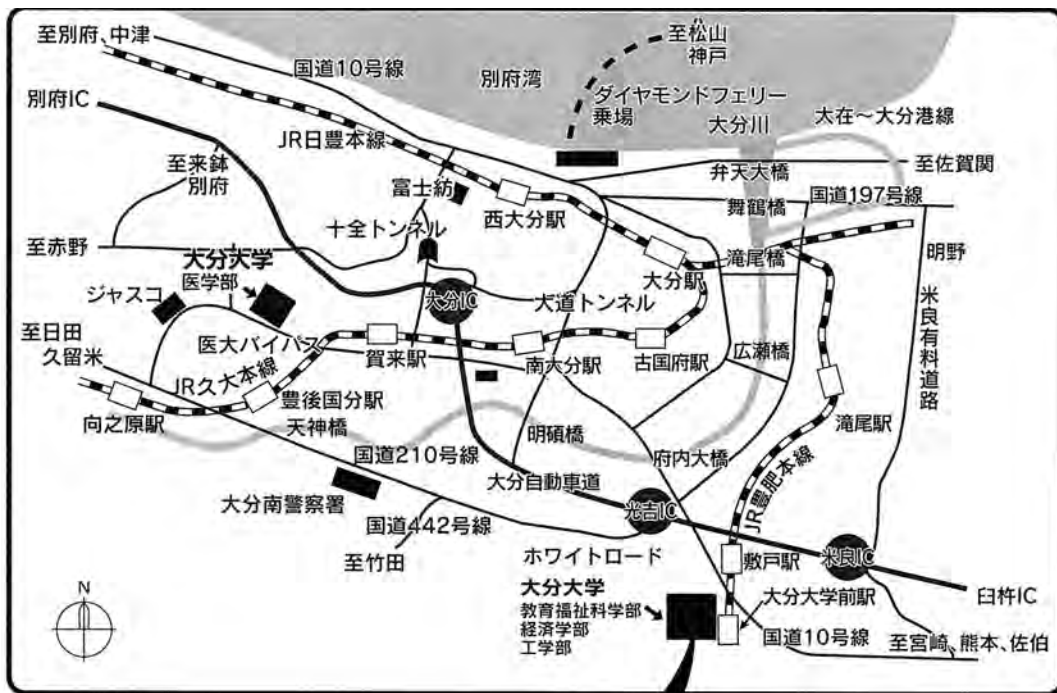 至別府、中津
国道10号線
別府湾
至松山
神戸
ダイヤモンドフェリー
乗場
大分川
大在〜大分港線
別府IC
JR日豊本線
至来鉢
別府
富士紡
西大分駅
弁天大橋
至佐賀関
舞鶴橋
国道197号線
至赤野
十全トンネル
大分大学
医学部
ジャスコ
大分IC
大道トンネル
大分駅
滝尾橋
明野
米良有料道路
至日田
久留米
医大バイパス
賀来駅
南大分駅
古国府駅
広瀬橋
JR久大本線
豊後国分駅
向之原駅
天神橋
明磧橋
滝尾駅
国道210号線
府内大橋
JR豊肥本線
大分南警察署
大分自動車道
国道442号線
光吉IC
至竹田
ホワイトロード
敷戸駅
米良IC
大分大学
教育福祉科学部
経済学部
工学部
大分大学前駅
臼杵IC
国道10号線
至宮崎、熊本、佐伯
N